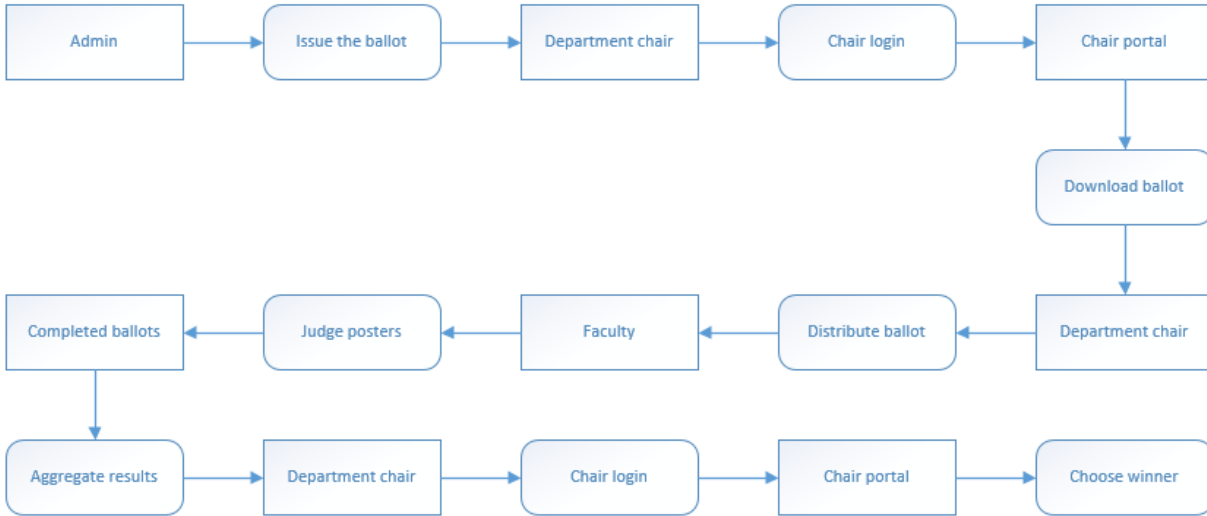 Admin
Issue the ballot
Department chair
Chair login
Chair portal
Download ballot
Department chair
Distribute ballot
Faculty
Judge posters
Completed ballots
Aggregate results
Department chair
Chair login
Chair portal
Choose winner